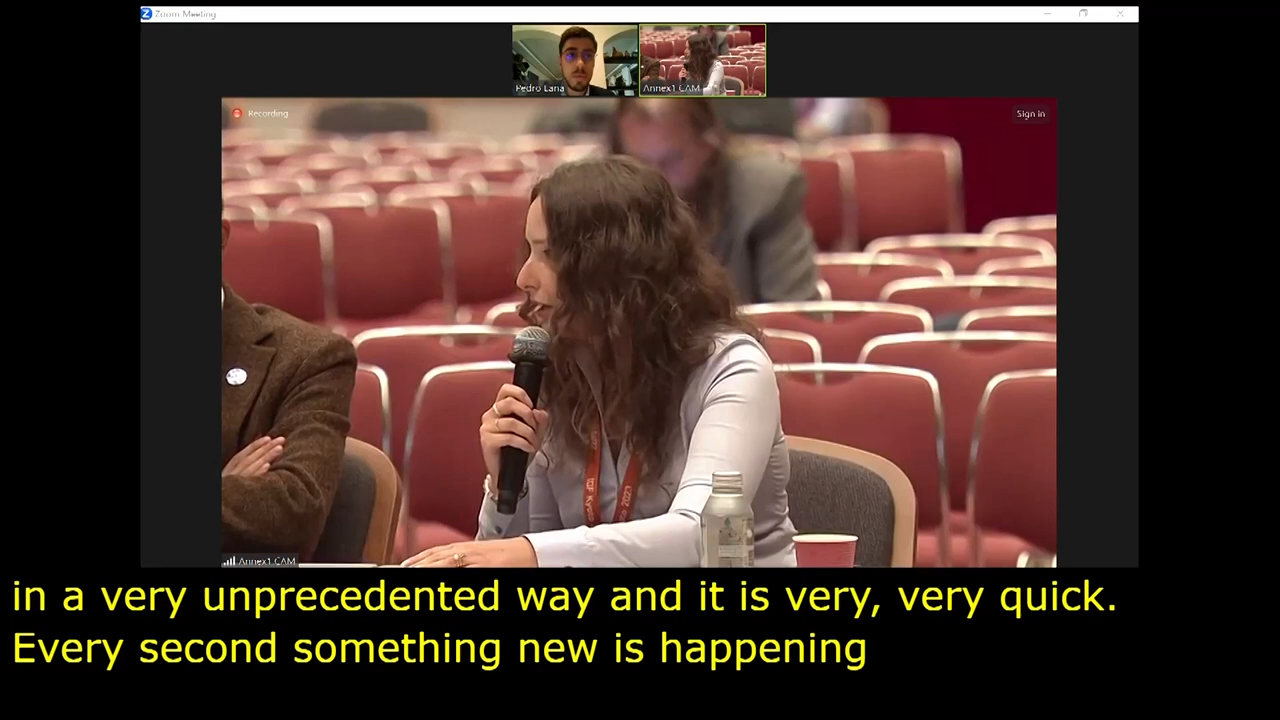 Zoom Meeting
Pedro Lana
Annex1 CAM
Recording
Sign in
Annex1 CAM
in a very unprecedented way and it is very, very quick.
Every second something new is happening